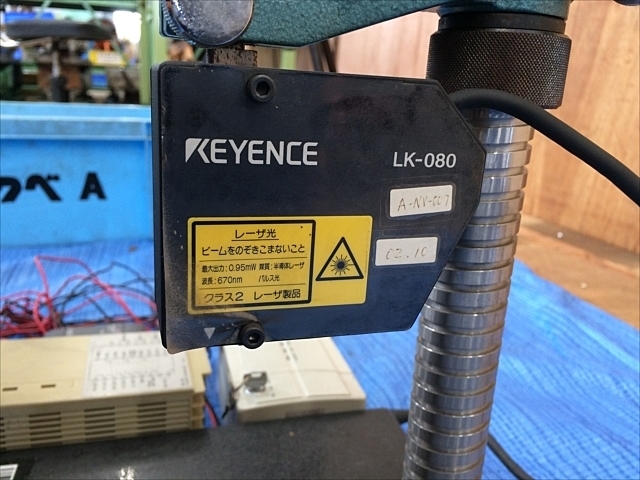 KEYENCE
LK-080
A-NV-007
02.10
レーザ光
ビームをのぞきこまないこと
最大出力:0.95mW 媒質:半導体レーザ
波長:670nm パルス光
クラス2 レーザ製品
ベ A